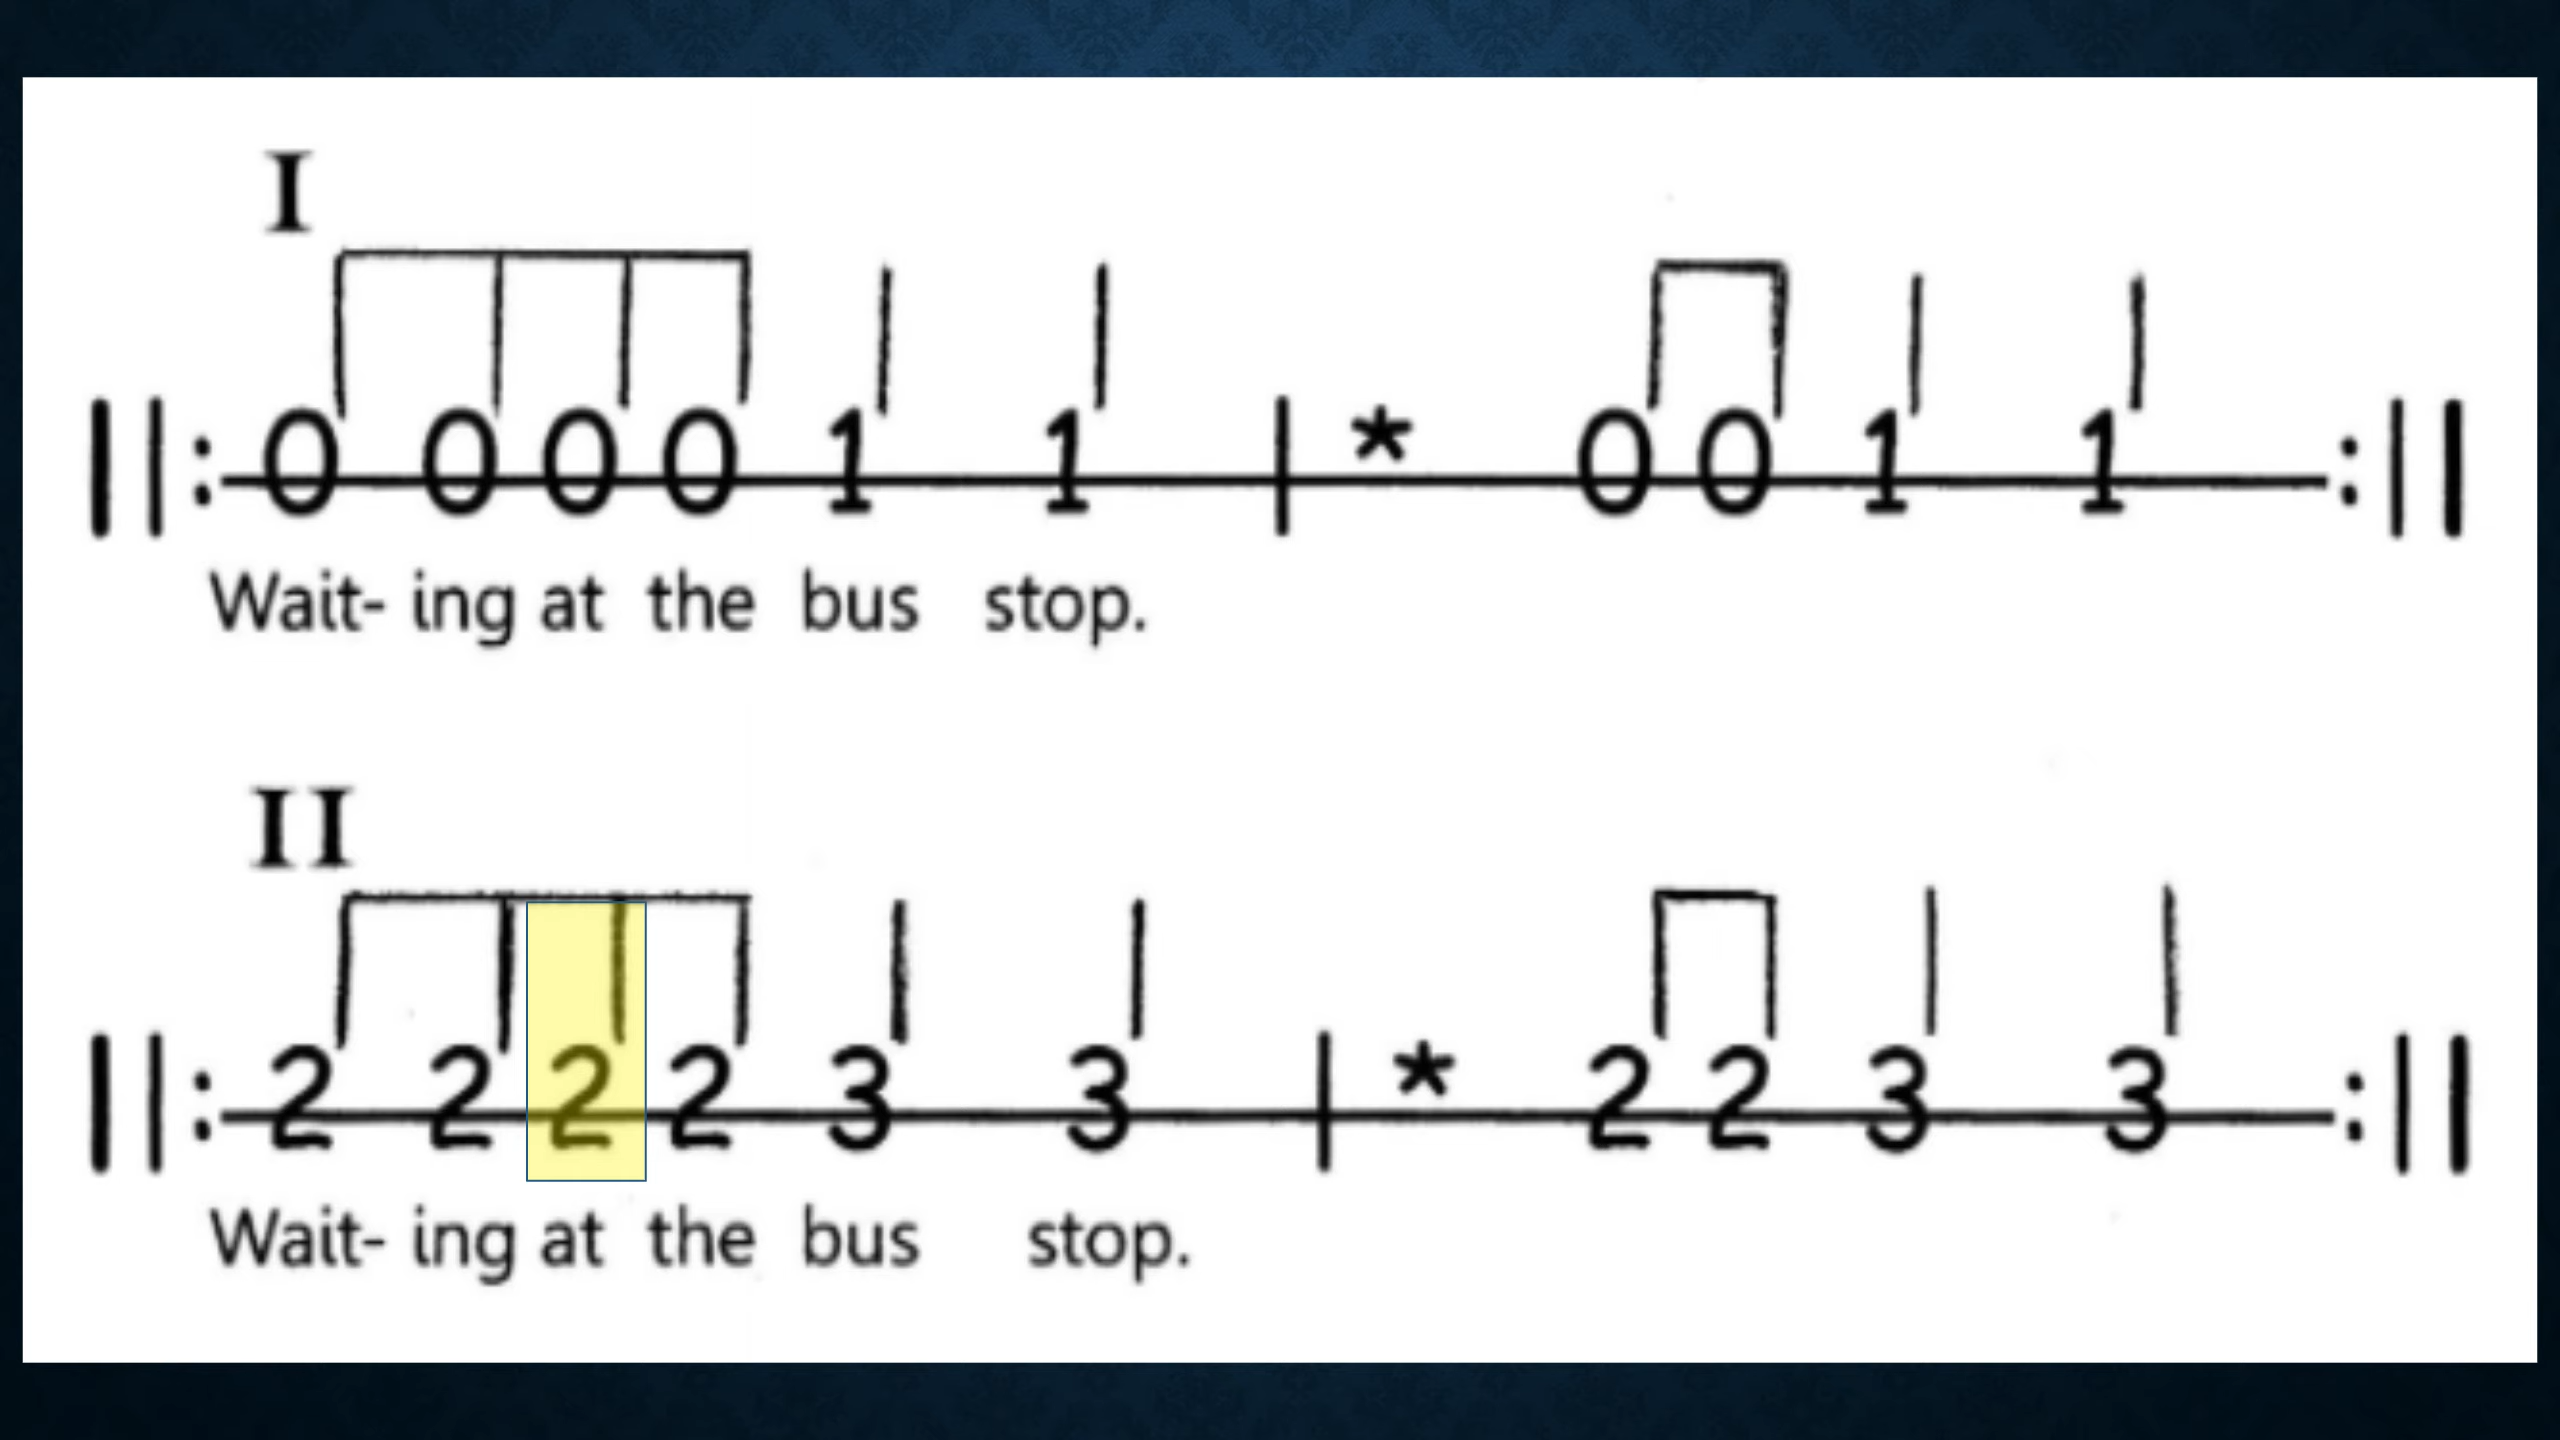 I
0 0 0 0 1 1 * 0 0 1 1
Wait- ing at the bus stop.
II
2 2 2 2 3 3 * 2 2 3 3
Wait- ing at the bus stop.